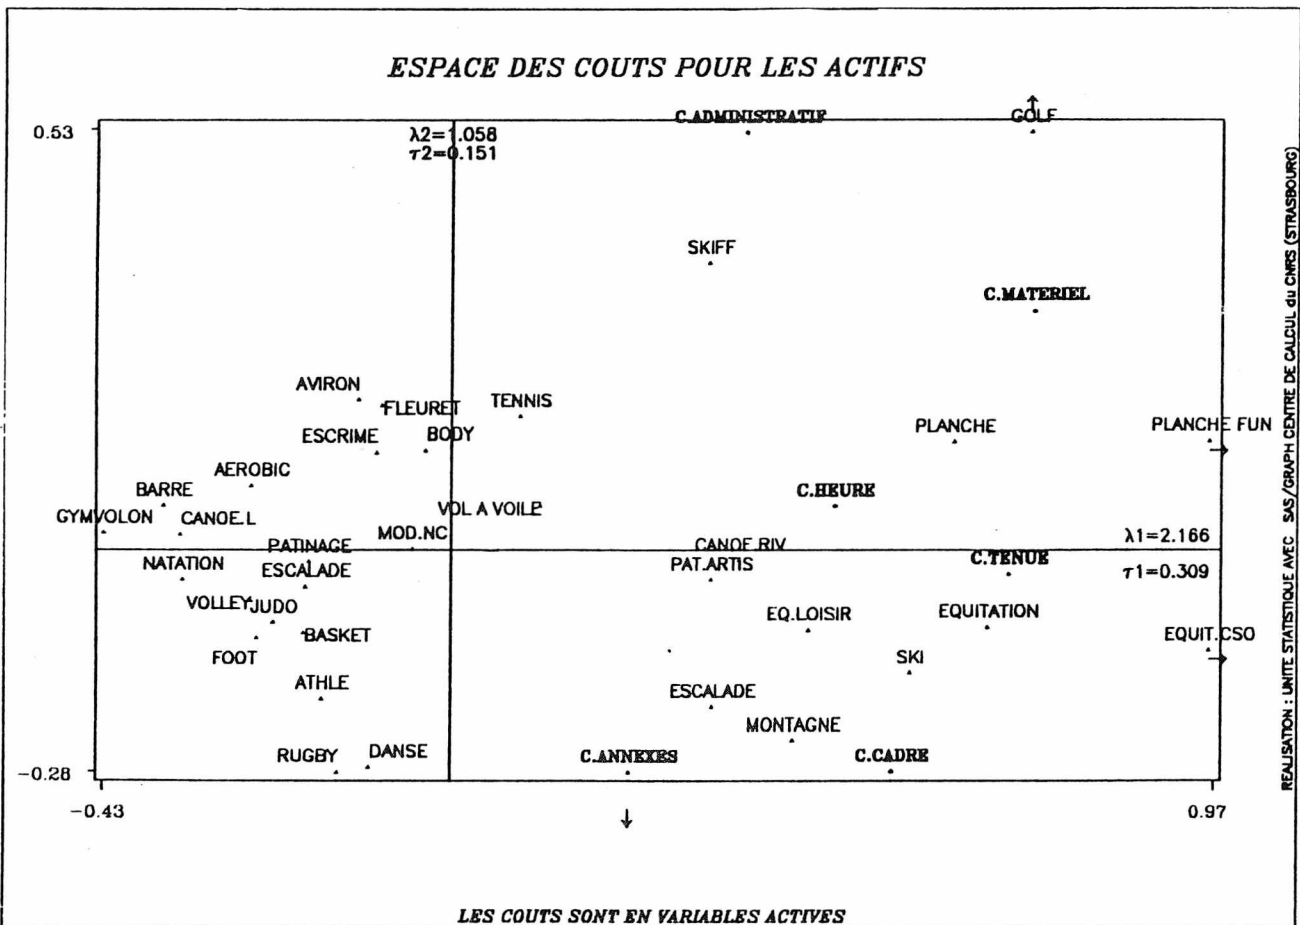 ESPACE DES COUTS POUR LES ACTIFS
0.53
λ2=1.058
τ2=0.151
C.ADMINISTRATIF
GOLF
SKIFF
C.MATERIEL
AVIRON
FLEURET
TENNIS
ESCRIME
BODY
PLANCHE
PLANCHE FUN
AEROBIC
BARRE
C.HEURE
GYMVOLON
CANOE.L
VOL A VOILE
MOD.NC
PATINAGE
CANOE.RIV
λ1=2.166
NATATION
ESCALADE
PAT.ARTIS
C.TENUE
τ1=0.309
VOLLEY
JUDO
EQ.LOISIR
EQUITATION
BASKET
EQUIT.CSO
FOOT
SKI
ATHLE
ESCALADE
MONTAGNE
RUGBY
DANSE
C.ANNEXES
C.CADRE
-0.28
-0.43
0.97
LES COUTS SONT EN VARIABLES ACTIVES
REALISATION : UNITE STATISTIQUE AVEC SAS/GRAPH CENTRE DE CALCUL du CNRS (STRASBOURG)